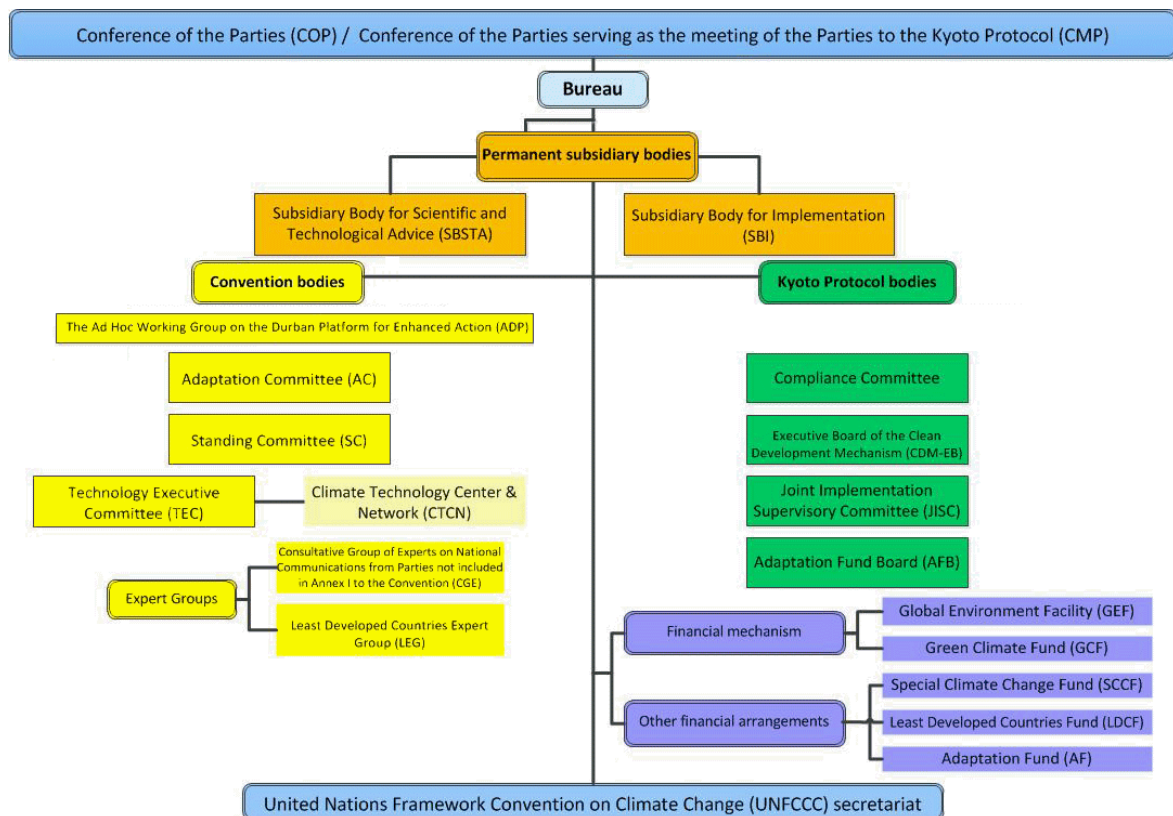 Conference of the Parties (COP) / Conference of the Parties serving as the meeting of the Parties to the Kyoto Protocol (CMP)
Bureau
Permanent subsidiary bodies
Subsidiary Body for Scientific and
Technological Advice (SBSTA)
Subsidiary Body for Implementation
(SBI)
Convention bodies
Kyoto Protocol bodies
The Ad Hoc Working Group on the Durban Platform for Enhanced Action (ADP)
Adaptation Committee (AC)
Standing Committee (SC)
Technology Executive
Committee (TEC)
Climate Technology Center &
Network (CTCN)
Expert Groups
Consultative Group of Experts on National
Communications from Parties not included
in Annex I to the Convention (CGE)
Least Developed Countries Expert
Group (LEG)
Compliance Committee
Executive Board of the Clean
Development Mechanism (CDM-EB)
Joint Implementation
Supervisory Committee (JISC)
Adaptation Fund Board (AFB)
Financial mechanism
Global Environment Facility (GEF)
Green Climate Fund (GCF)
Other financial arrangements
Special Climate Change Fund (SCCF)
Least Developed Countries Fund (LDCF)
Adaptation Fund (AF)
United Nations Framework Convention on Climate Change (UNFCCC) secretariat